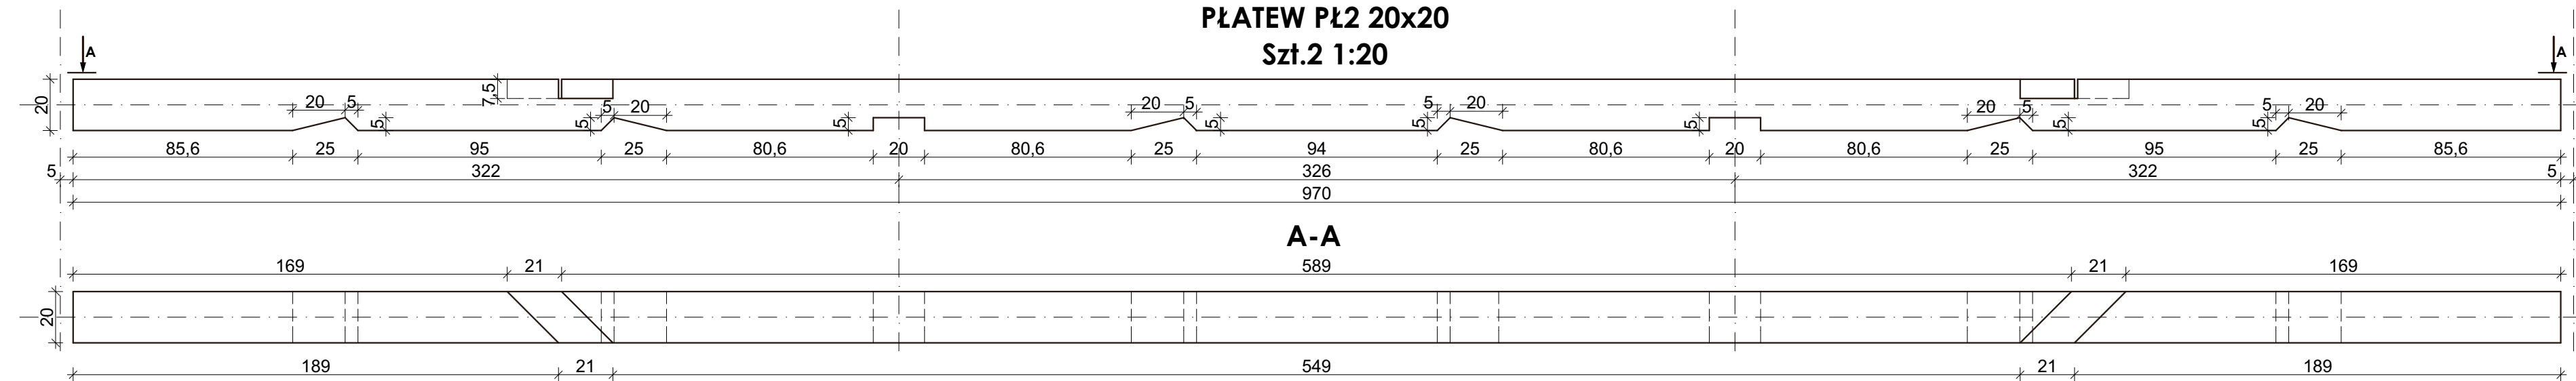 PŁATEW PŁ2 20x20
Szt.2 1:20
A A
20 7,5
20 5 5 5 5 20 5 20 5 5 5 5 20 5 20 5 5 5 5 20
85,6 25 95 25 80,6 20 80,6 25 94 25 80,6 20 80,6 25 95 25 85,6
5 322 326 322 5
970
A-A
169 21 589 21 169
20
189 21 549 21 189